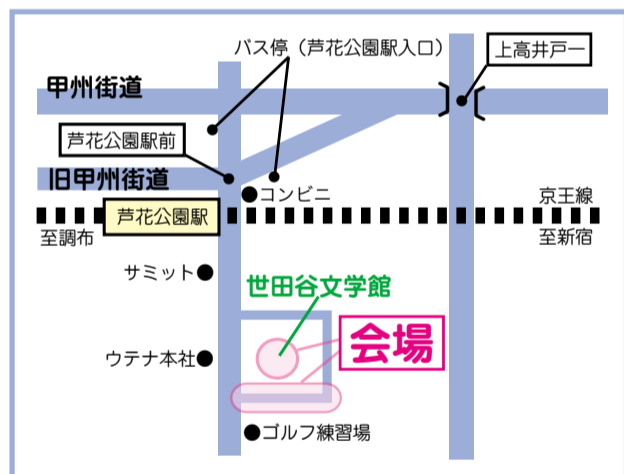 バス停（芦花公園駅入口）
上高井戸一
甲州街道
芦花公園駅前
旧甲州街道
コンビニ
京王線
芦花公園駅
至調布
至新宿
サミット
世田谷文学館
会場
ウテナ本社
ゴルフ練習場